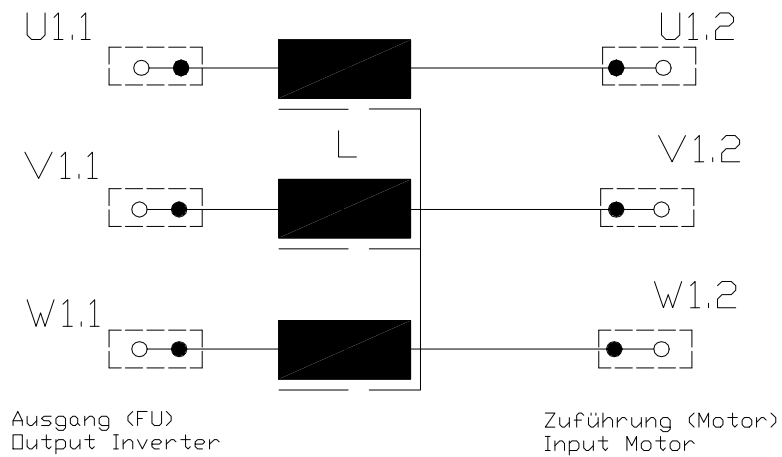 U1.1
U1.2
L
V1.1
V1.2
W1.1
W1.2
Ausgang (FU)
Output Inverter
Zuführung (Motor)
Input Motor